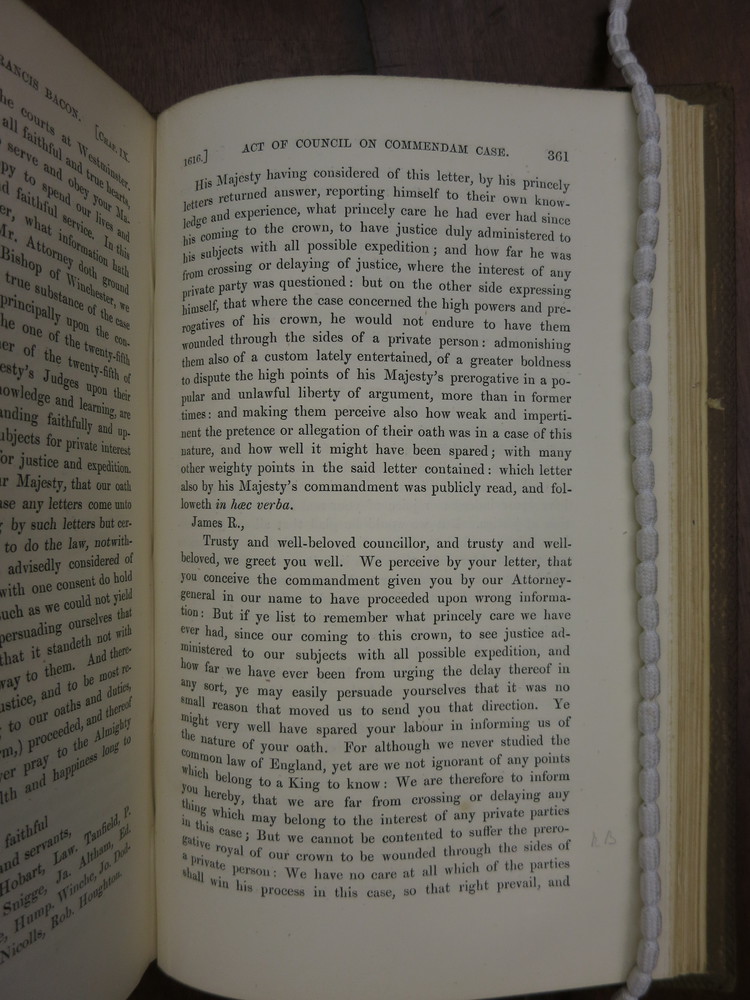 RANCIS BACON. [CHAP. IX.
he courts at Westminster,
all faithful and true hearts,
serve and obey your Ma-
py to spend our lives and
d faithful service. In this
er, what information hath
Mr. Attorney doth ground
Bishop of Winchester, we
true substance of the case
principally upon the con-
he one of the twenty-fifth
er of the twenty-fifth of
esty's Judges upon their
nowledge and learning, are
anding faithfully and up-
ubjects for private interest
for justice and expedition.
ur Majesty, that our oath
ase any letters come unto
by such letters but cer-
to do the law, notwith-
advisedly considered of
with one consent do hold
such as we could not yield
persuading ourselves that
that it standeth not with
way to them. And there-
ustice, and to be most re-
to our oaths and duties,
rm,) proceeded, and thereof
ver pray to the Almighty
lth and happiness long to
faithful
and servants,
Hobart, Law. Tanfield, P.
Snigge, Ja. Altham, Ed.
Hump. Winche, Jo. Dod-
Nicolls, Rob. Houghton.
1616.] ACT OF COUNCIL ON COMMENDAM CASE. 361
His Majesty having considered of this letter, by his princely
letters returned answer, reporting himself to their own know-
ledge and experience, what princely care he had ever had since
his coming to the crown, to have justice duly administered to
his subjects with all possible expedition; and how far he was
from crossing or delaying of justice, where the interest of any
private party was questioned: but on the other side expressing
himself, that where the case concerned the high powers and pre-
rogatives of his crown, he would not endure to have them
wounded through the sides of a private person: admonishing
them also of a custom lately entertained, of a greater boldness
to dispute the high points of his Majesty's prerogative in a po-
pular and unlawful liberty of argument, more than in former
times: and making them perceive also how weak and imperti-
nent the pretence or allegation of their oath was in a case of this
nature, and how well it might have been spared; with many
other weighty points in the said letter contained: which letter
also by his Majesty's commandment was publicly read, and fol-
loweth in hæc verba.
James R.,
Trusty and well-beloved councillor, and trusty and well-
beloved, we greet you well. We perceive by your letter, that
you conceive the commandment given you by our Attorney-
general in our name to have proceeded upon wrong informa-
tion: But if ye list to remember what princely care we have
ever had, since our coming to this crown, to see justice ad-
ministered to our subjects with all possible expedition, and
how far we have ever been from urging the delay thereof in
any sort, ye may easily persuade yourselves that it was no
small reason that moved us to send you that direction. Ye
might very well have spared your labour in informing us of
the nature of your oath. For although we never studied the
common law of England, yet are we not ignorant of any points
which belong to a King to know: We are therefore to inform
you hereby, that we are far from crossing or delaying any
thing which may belong to the interest of any private parties
in this case; But we cannot be contented to suffer the prero-
gative royal of our crown to be wounded through the sides of
a private person: We have no care at all which of the parties
shall win his process in this case, so that right prevail, and